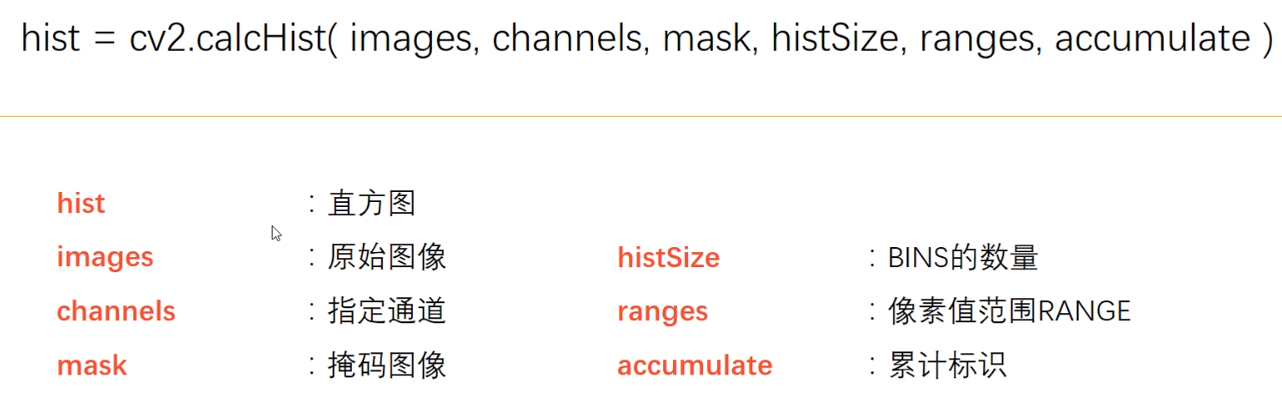 hist = cv2.calcHist( images, channels, mask, histSize, ranges, accumulate )
hist : 直方图
images : 原始图像
channels : 指定通道
mask : 掩码图像
histSize : BINS的数量
ranges : 像素值范围RANGE
accumulate : 累计标识